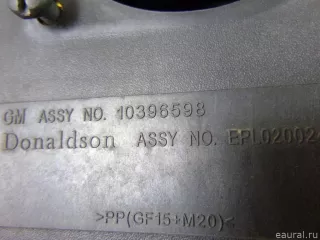 GM ASSY NO. 10396598
Donaldson ASSY NO. EPL02002
>PP(GF15+M20)<
eaural.ru